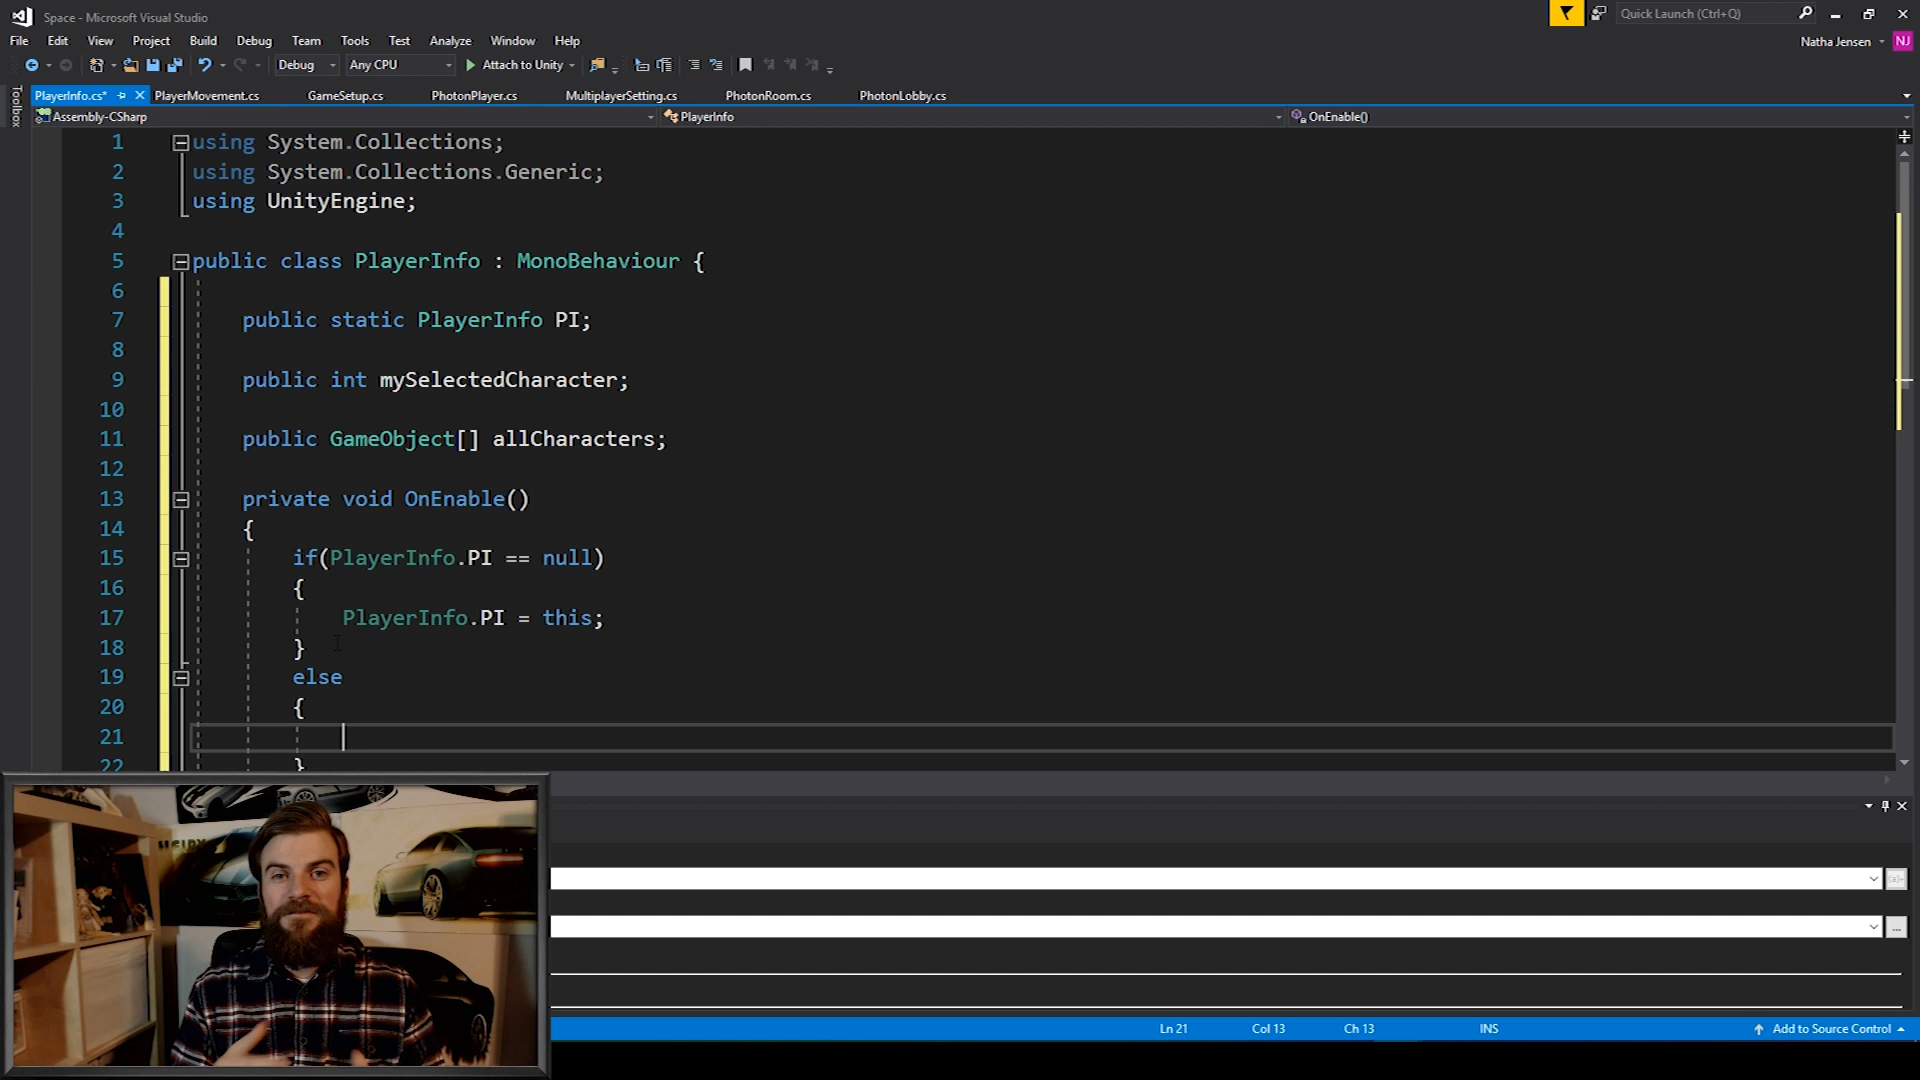 Space - Microsoft Visual Studio
Quick Launch (Ctrl+Q)
File Edit View Project Build Debug Team Tools Test Analyze Window Help
Natha Jensen NJ
Debug Any CPU Attach to Unity
Toolbox
PlayerInfo.cs* PlayerMovement.cs GameSetup.cs PhotonPlayer.cs MultiplayerSetting.cs PhotonRoom.cs PhotonLobby.cs
Assembly-CSharp PlayerInfo OnEnable()
1 using System.Collections;
2 using System.Collections.Generic;
3 using UnityEngine;
4
5 public class PlayerInfo : MonoBehaviour {
6
7 public static PlayerInfo PI;
8
9 public int mySelectedCharacter;
10
11 public GameObject[] allCharacters;
12
13 private void OnEnable()
14 {
15 if(PlayerInfo.PI == null)
16 {
17 PlayerInfo.PI = this;
18 }
19 else
20 {
21
22 }
Ln 21 Col 13 Ch 13 INS Add to Source Control